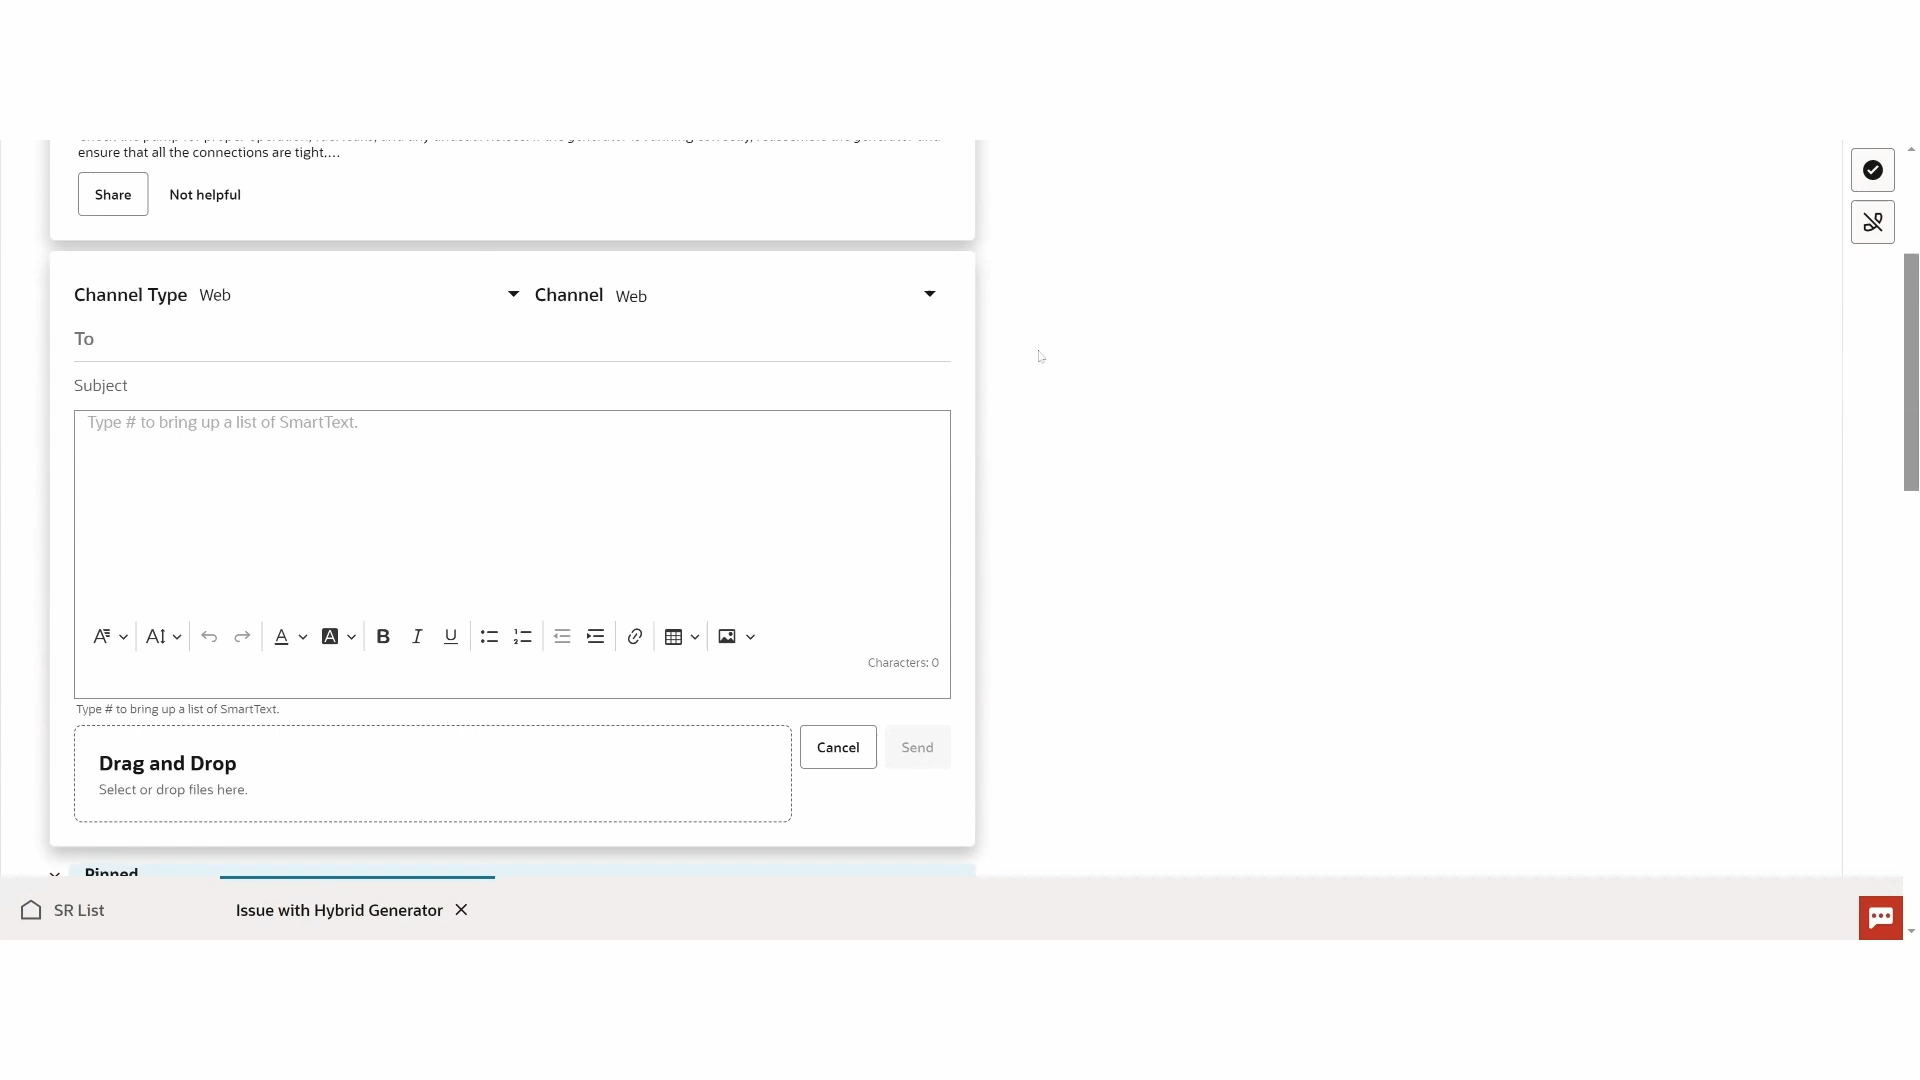 ensure that all the connections are tight....
Share Not helpful
Channel Type Web Channel Web
To
Subject
Type # to bring up a list of SmartText.
Characters: 0
Type # to bring up a list of SmartText.
Drag and Drop
Select or drop files here.
Cancel Send
Pinned
SR List Issue with Hybrid Generator